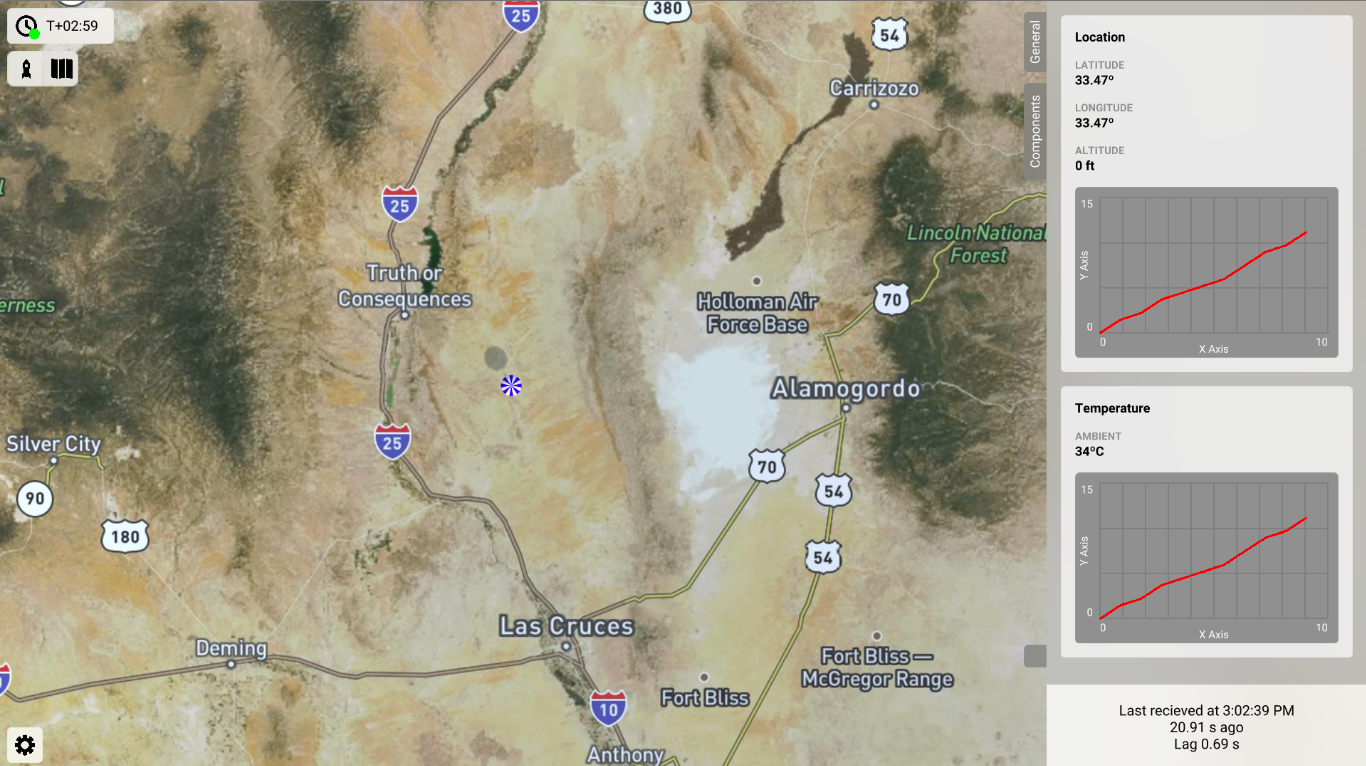 T+02:59
25
380
54
Carrizozo
25
Truth or
Consequences
erness
Lincoln National
Forest
70
Holloman Air
Force Base
Alamogordo
25
Silver City
90
180
70
54
54
Las Cruces
Deming
Fort Bliss —
McGregor Range
Fort Bliss
10
Anthony
General
Components
Location
LATITUDE
33.47º
LONGITUDE
33.47º
ALTITUDE
0 ft
15
Y Axis
0
0
X Axis
10
Temperature
AMBIENT
34ºC
15
Y Axis
0
0
X Axis
10
Last recieved at 3:02:39 PM
20.91 s ago
Lag 0.69 s